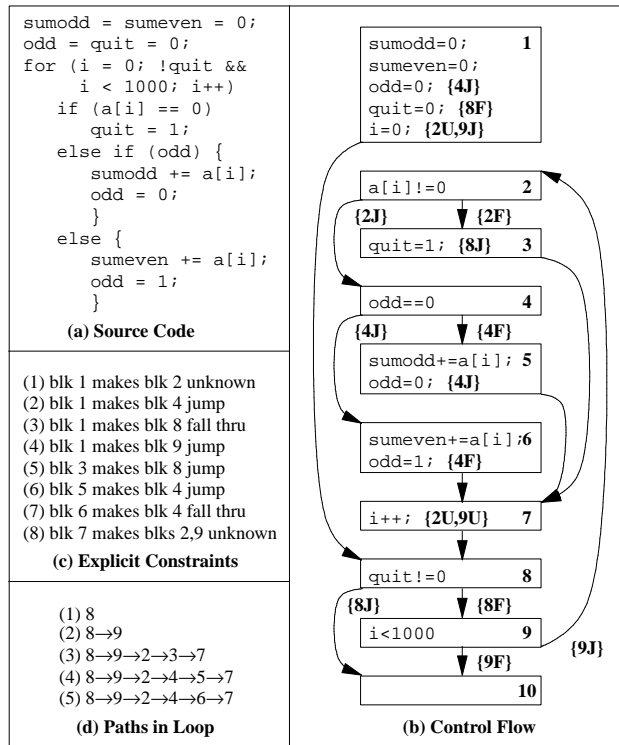 sumodd = sumeven = 0;
odd = quit = 0;
for (i = 0; !quit &&
i < 1000; i++)
if (a[i] == 0)
quit = 1;
else if (odd) {
sumodd += a[i];
odd = 0;
}
else {
sumeven += a[i];
odd = 1;
}
(a) Source Code
(1) blk 1 makes blk 2 unknown
(2) blk 1 makes blk 4 jump
(3) blk 1 makes blk 8 fall thru
(4) blk 1 makes blk 9 jump
(5) blk 3 makes blk 8 jump
(6) blk 5 makes blk 4 jump
(7) blk 6 makes blk 4 fall thru
(8) blk 7 makes blks 2,9 unknown
(c) Explicit Constraints
(1) 8
(2) 8→9
(3) 8→9→2→3→7
(4) 8→9→2→4→5→7
(5) 8→9→2→4→6→7
(d) Paths in Loop
sumodd=0; 1
sumeven=0;
odd=0; {4J}
quit=0; {8F}
i=0; {2U,9J}
a[i]!=0 2
{2J} {2F}
quit=1; {8J} 3
odd==0 4
{4J} {4F}
sumodd+=a[i]; 5
odd=0; {4J}
sumeven+=a[i]; 6
odd=1; {4F}
i++; {2U,9U} 7
quit!=0 8
{8J} {8F}
i<1000 9
{9J}
{9F}
10
(b) Control Flow